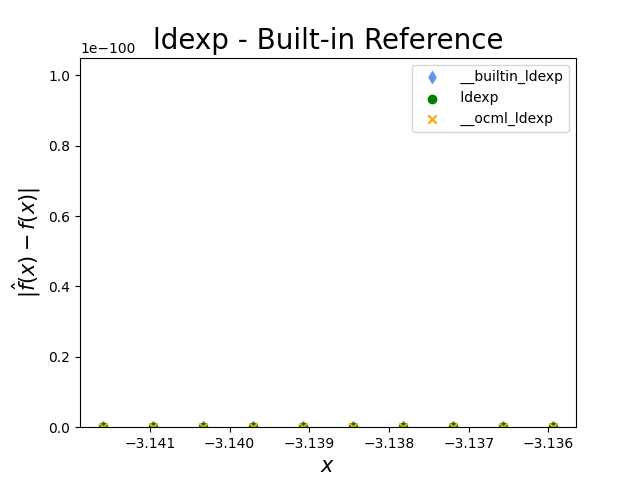 ldexp - Built-in Reference
1e−100
1.0
0.8
0.6
0.4
0.2
0.0
|f̂(x) − f(x)|
__builtin_ldexp
ldexp
__ocml_ldexp
−3.141
−3.140
−3.139
−3.138
−3.137
−3.136
x